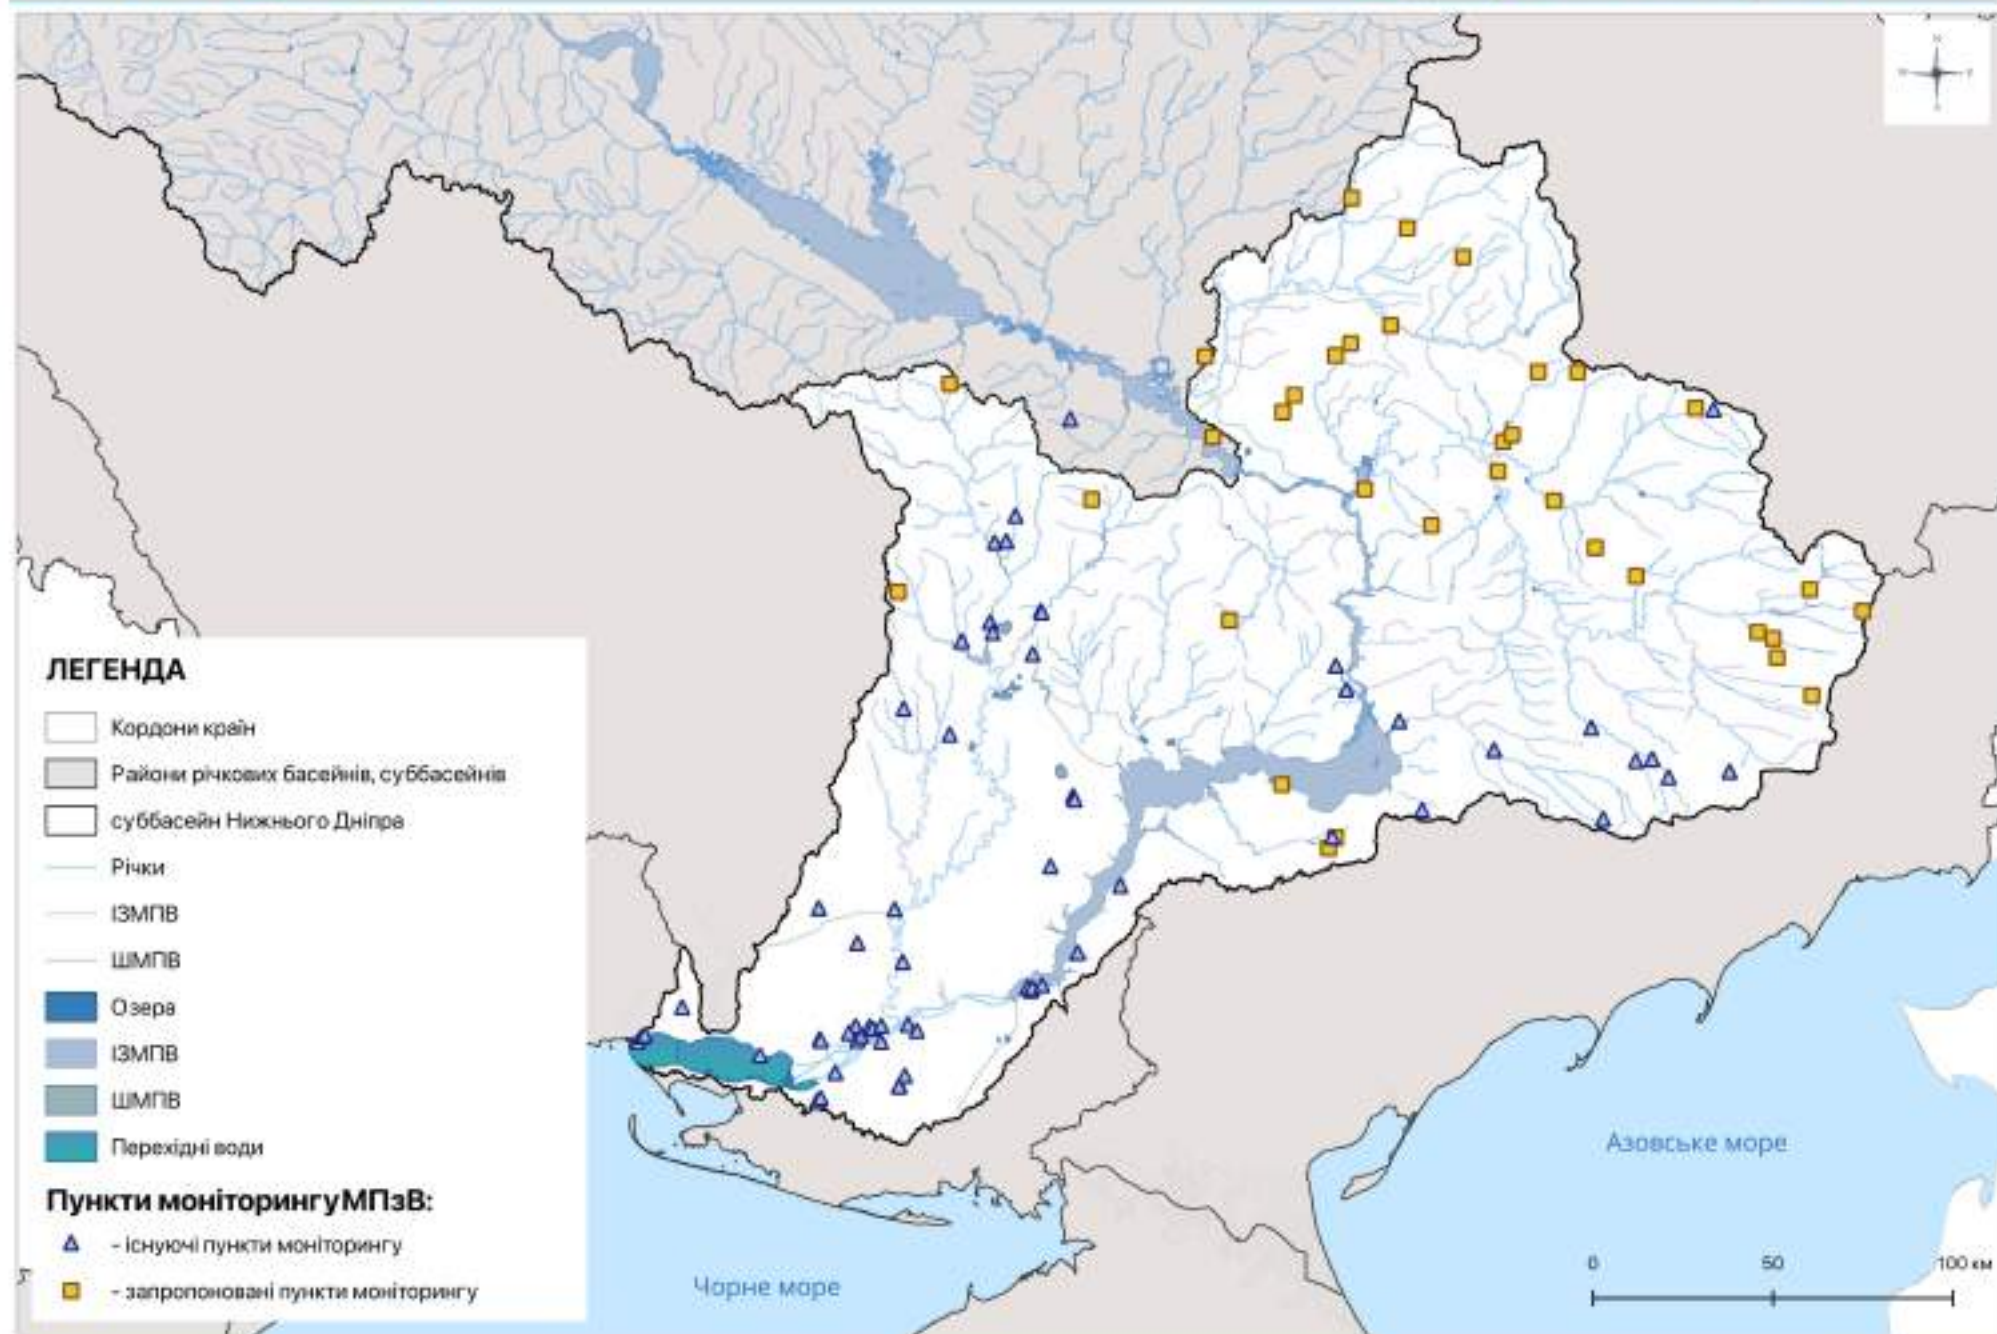 N
ЛЕГЕНДА
Кордони країн
Райони річкових басейнів, суббасейнів
суббасейн Нижнього Дніпра
Річки
ІЗМПВ
ШМПВ
Озера
ІЗМПВ
ШМПВ
Перехідні води
Пункти моніторингу МПзВ:
- існуючі пункти моніторингу
- запропоновані пункти моніторингу
Чорне море
Азовське море
0 50 100 км